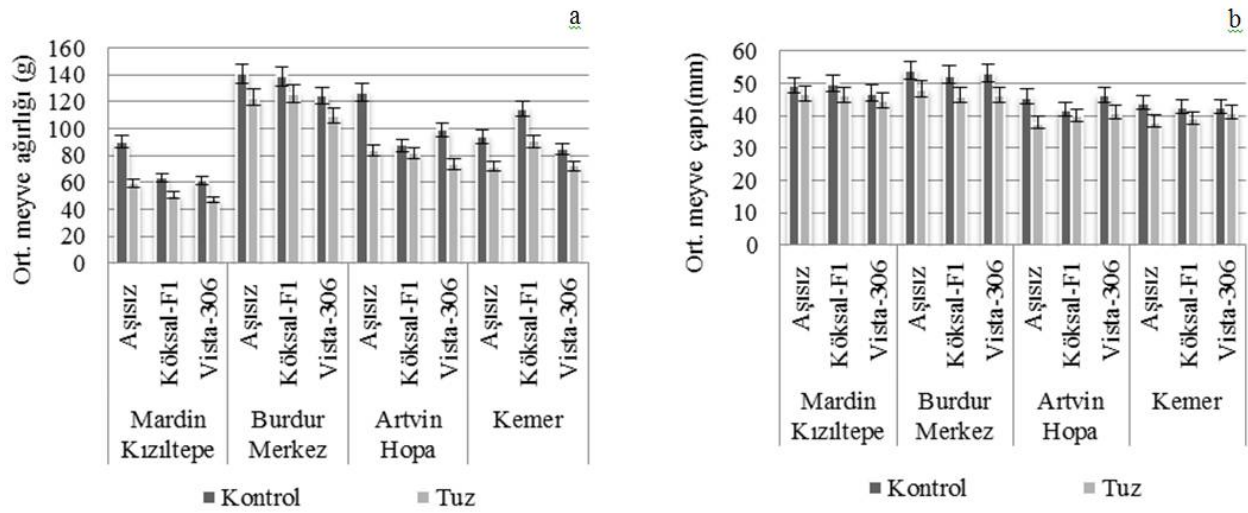 a
Ort. meyve ağırlığı (g)
160
140
120
100
80
60
40
20
0
Aşısız
Köksal-F1
Vista-306
Aşısız
Köksal-F1
Vista-306
Aşısız
Köksal-F1
Vista-306
Aşısız
Köksal-F1
Vista-306
Mardin
Kızıltepe
Burdur
Merkez
Artvin
Hopa
Kemer
Kontrol
Tuz
b
Ort. meyve çapı(mm)
60
50
40
30
20
10
0
Aşısız
Köksal-F1
Vista-306
Aşısız
Köksal-F1
Vista-306
Aşısız
Köksal-F1
Vista-306
Aşısız
Köksal-F1
Vista-306
Mardin
Kızıltepe
Burdur
Merkez
Artvin
Hopa
Kemer
Kontrol
Tuz